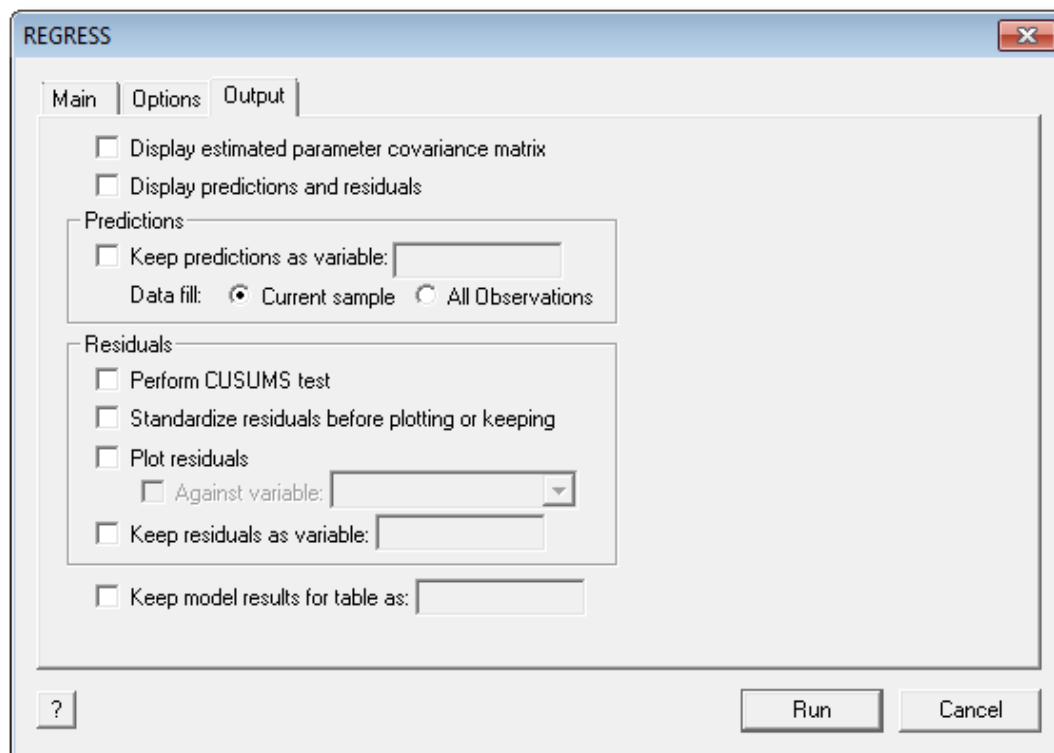 REGRESS
Main Options Output
Display estimated parameter covariance matrix
Display predictions and residuals
Predictions
Keep predictions as variable:
Data fill: Current sample All Observations
Residuals
Perform CUSUMS test
Standardize residuals before plotting or keeping
Plot residuals
Against variable:
Keep residuals as variable:
Keep model results for table as:
? Run Cancel